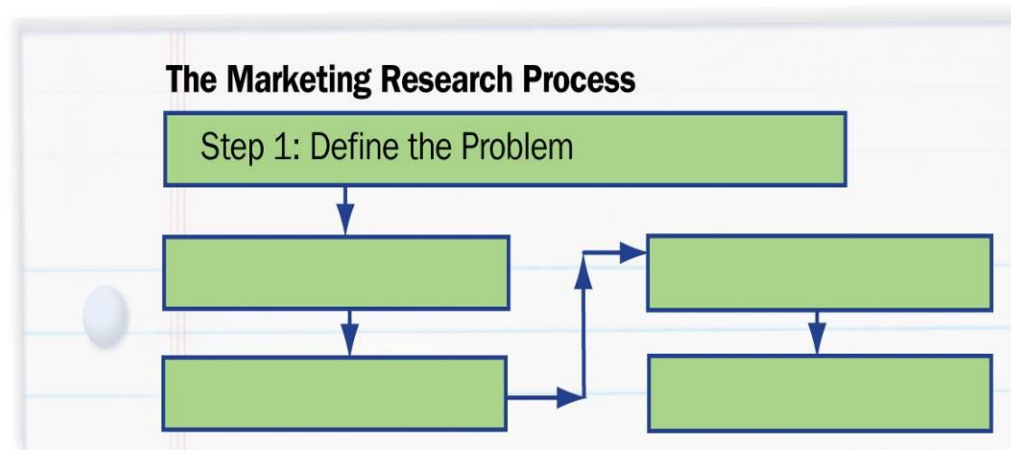 The Marketing Research Process
Step 1: Define the Problem